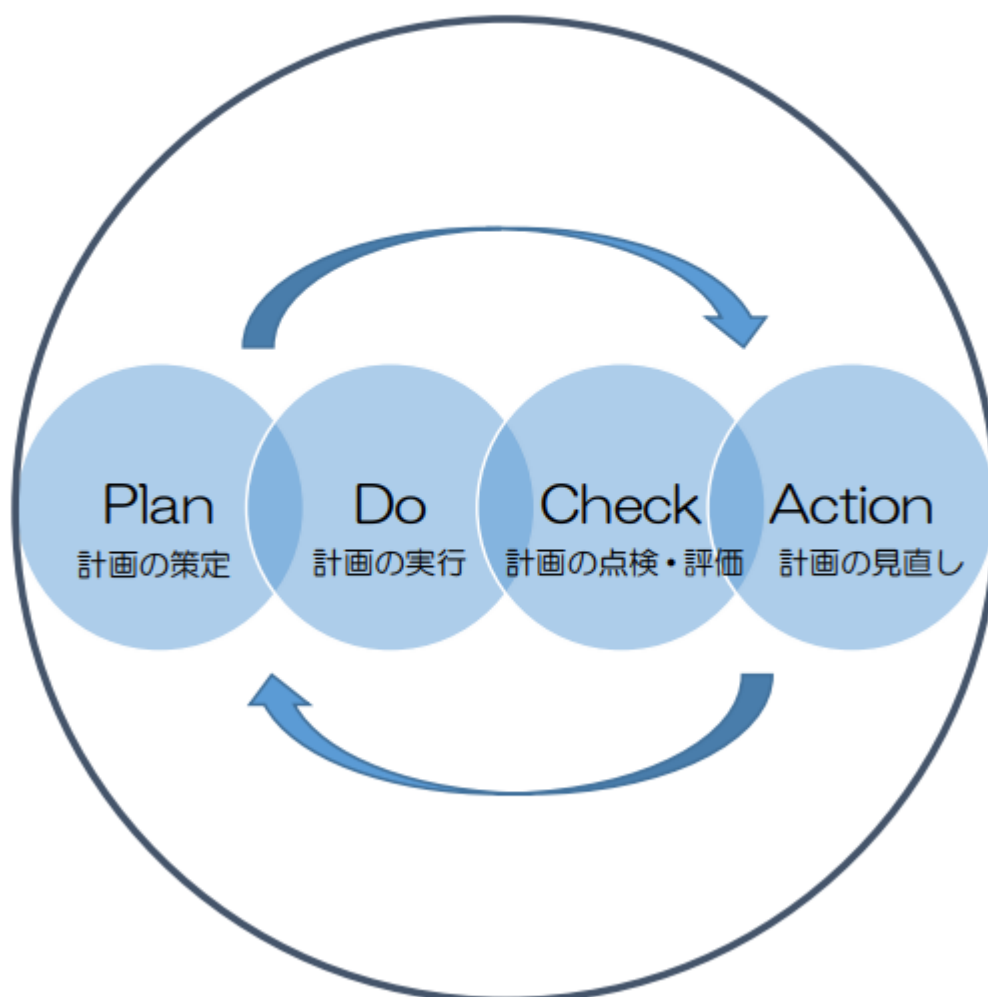 Plan
計画の策定
Do
計画の実行
Check
計画の点検・評価
Action
計画の見直し